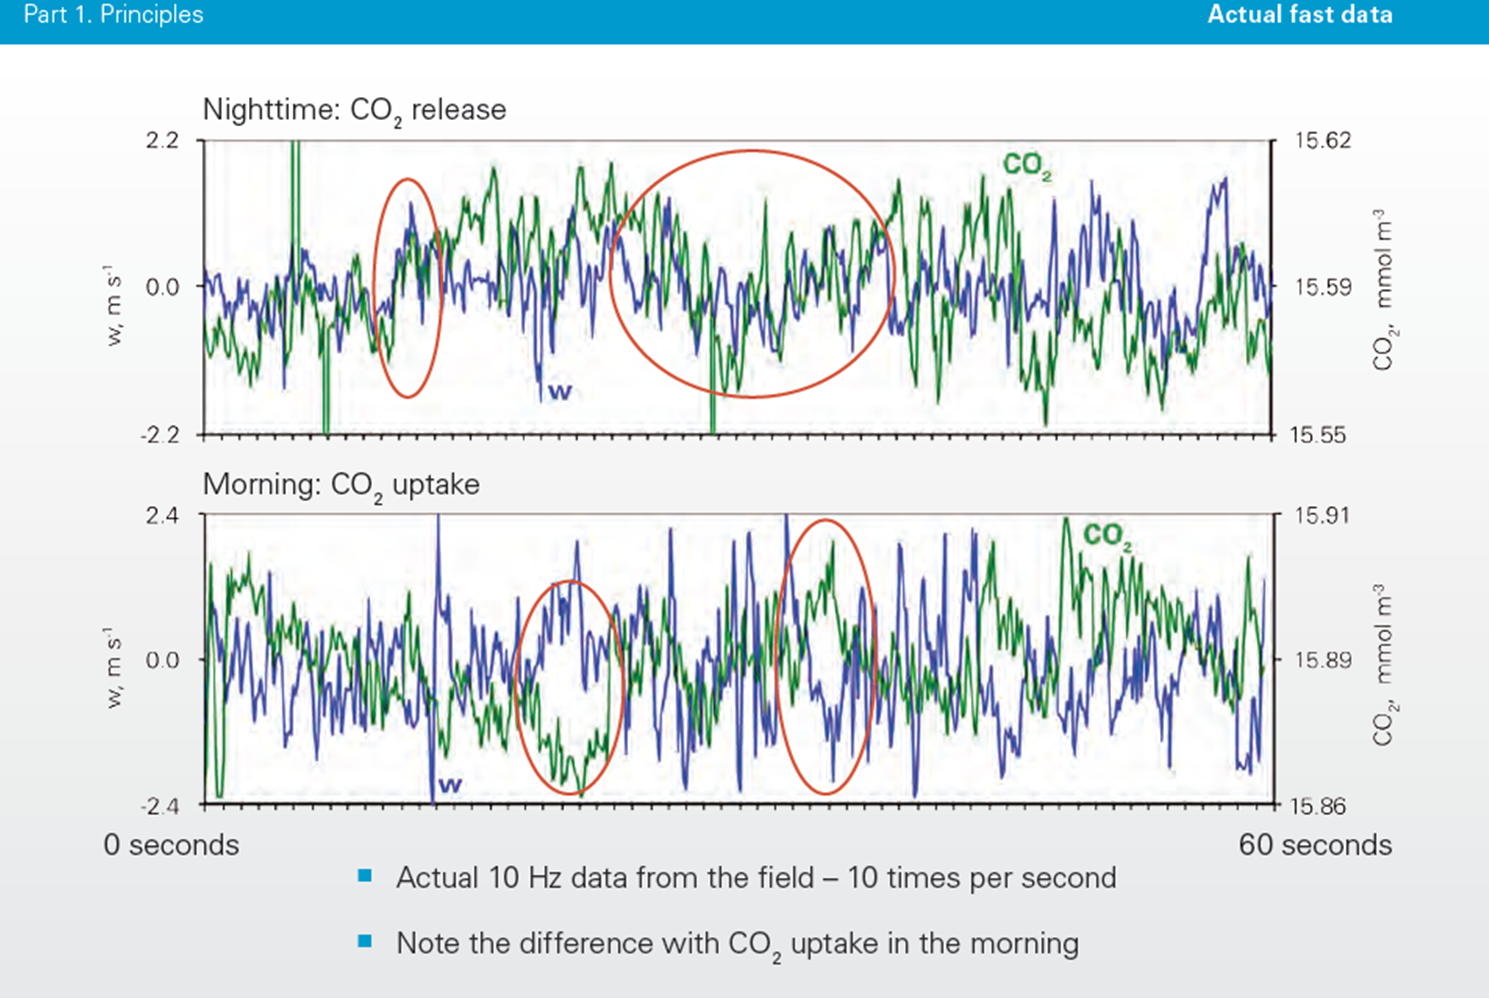 Part 1. Principles
Actual fast data
Nighttime: CO₂ release
2.2
0.0
-2.2
w, m s⁻¹
CO₂
w
15.62
15.59
15.55
CO₂, mmol m⁻³
Morning: CO₂ uptake
2.4
0.0
-2.4
w, m s⁻¹
CO₂
w
15.91
15.89
15.86
CO₂, mmol m⁻³
0 seconds
60 seconds
▪ Actual 10 Hz data from the field – 10 times per second
▪ Note the difference with CO₂ uptake in the morning